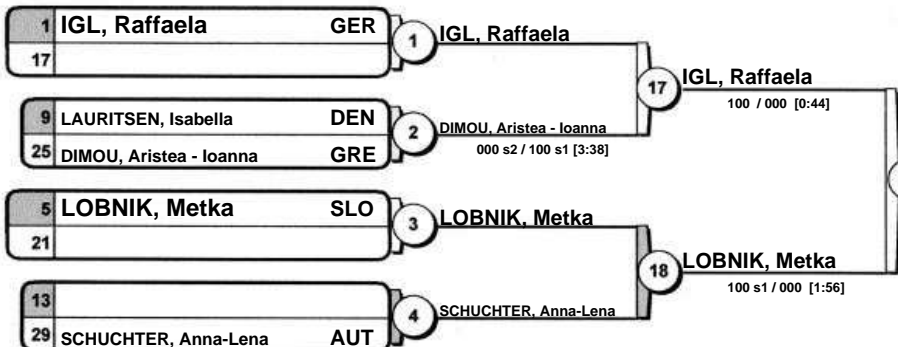 1 IGL, Raffaela GER
17
1
IGL, Raffaela
17
IGL, Raffaela
100 / 000 [0:44]
9 LAURITSEN, Isabella DEN
25 DIMOU, Aristea - Ioanna GRE
2
DIMOU, Aristea - Ioanna
000 s2 / 100 s1 [3:38]
5 LOBNIK, Metka SLO
21
3
LOBNIK, Metka
18
LOBNIK, Metka
100 s1 / 000 [1:56]
13
29 SCHUCHTER, Anna-Lena AUT
4
SCHUCHTER, Anna-Lena